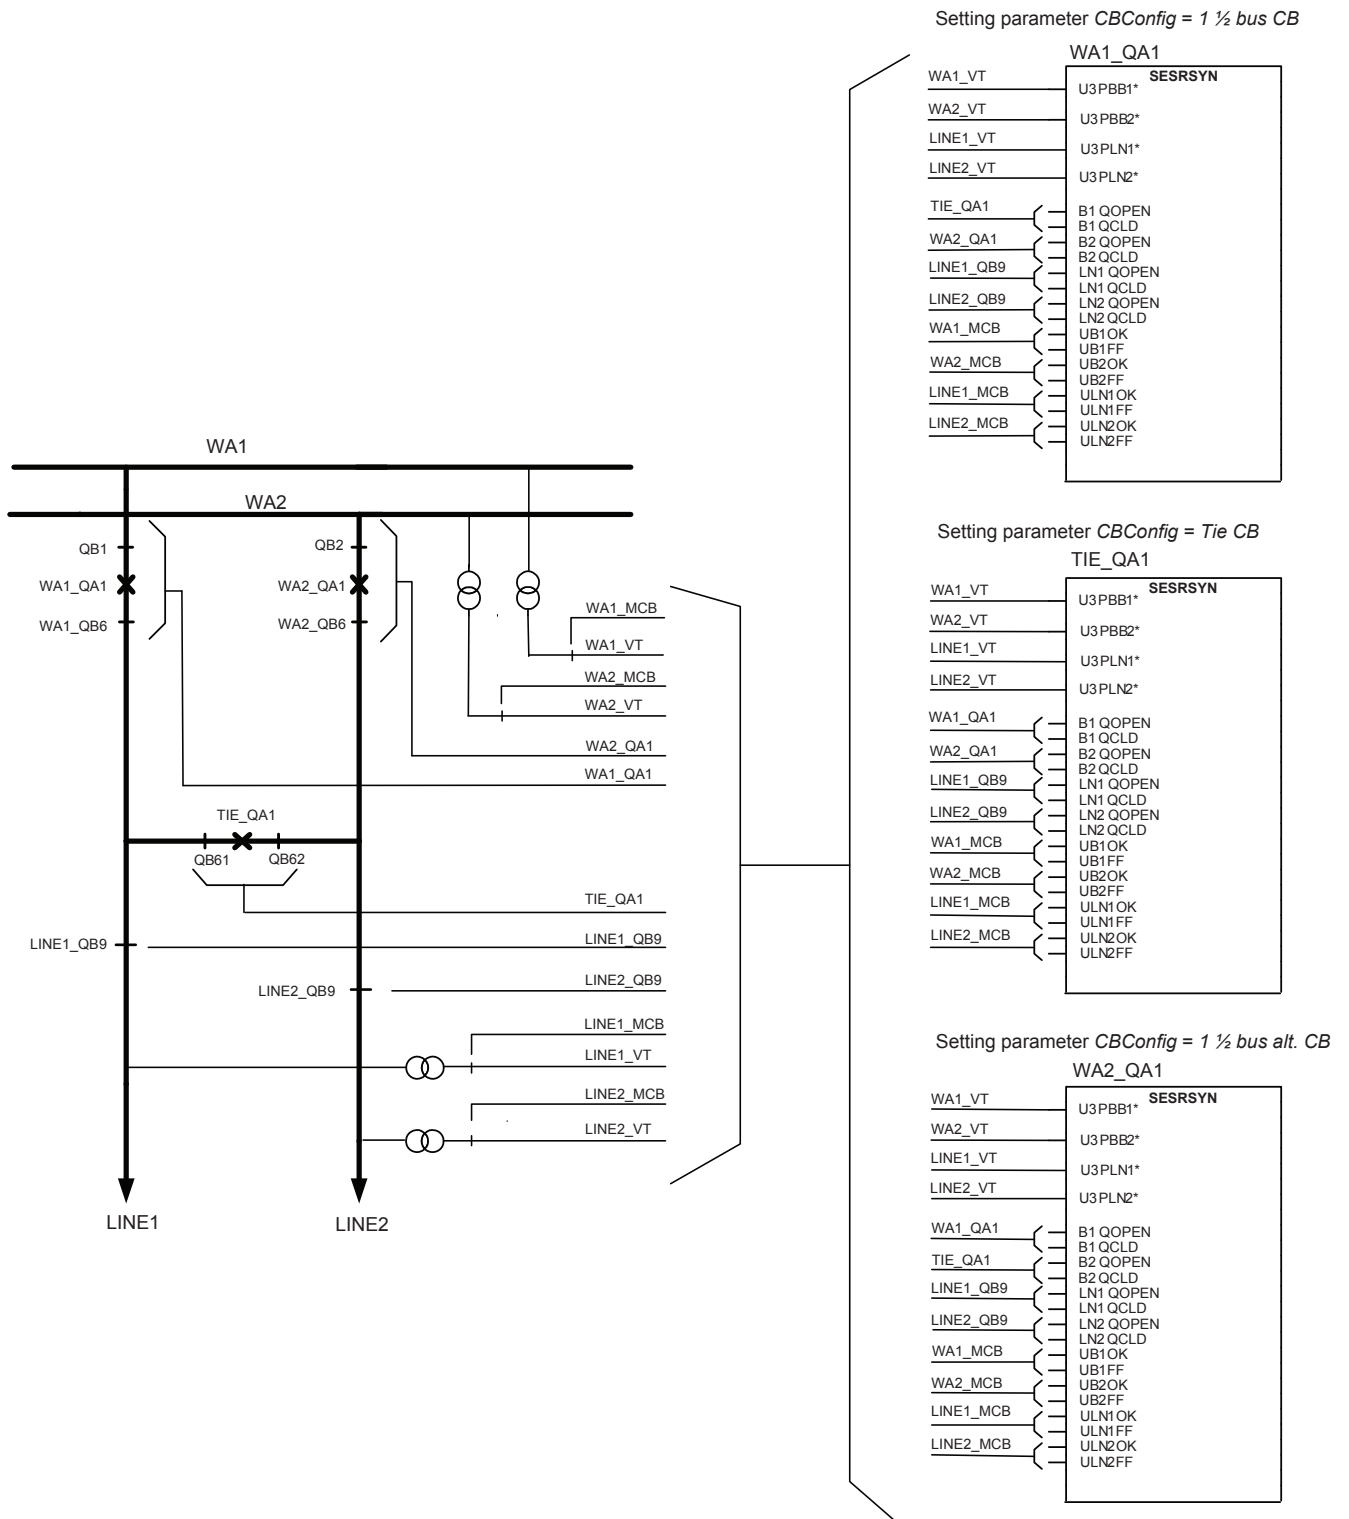 Setting parameter CBConfig = 1 ½ bus CB
WA1_QA1
SESRSYN
WA1_VT
U3PBB1*
WA2_VT
U3PBB2*
LINE1_VT
U3PLN1*
LINE2_VT
U3PLN2*
TIE_QA1
B1QOPEN
B1QCLD
WA2_QA1
B2QOPEN
B2QCLD
LINE1_QB9
LN1QOPEN
LN1QCLD
LINE2_QB9
LN2QOPEN
LN2QCLD
WA1_MCB
UB1OK
UB1FF
WA2_MCB
UB2OK
UB2FF
LINE1_MCB
ULN1OK
ULN1FF
LINE2_MCB
ULN2OK
ULN2FF
WA1
WA2
QB1
WA1_QA1
WA1_QB6
QB2
WA2_QA1
WA2_QB6
WA1_MCB
WA1_VT
WA2_MCB
WA2_VT
WA2_QA1
WA1_QA1
TIE_QA1
QB61
QB62
TIE_QA1
LINE1_QB9
LINE1_QB9
LINE2_QB9
LINE2_QB9
LINE1_MCB
LINE1_VT
LINE2_MCB
LINE2_VT
LINE1
LINE2
Setting parameter CBConfig = Tie CB
TIE_QA1
SESRSYN
WA1_VT
U3PBB1*
WA2_VT
U3PBB2*
LINE1_VT
U3PLN1*
LINE2_VT
U3PLN2*
WA1_QA1
B1QOPEN
B1QCLD
WA2_QA1
B2QOPEN
B2QCLD
LINE1_QB9
LN1QOPEN
LN1QCLD
LINE2_QB9
LN2QOPEN
LN2QCLD
WA1_MCB
UB1OK
UB1FF
WA2_MCB
UB2OK
UB2FF
LINE1_MCB
ULN1OK
ULN1FF
LINE2_MCB
ULN2OK
ULN2FF
Setting parameter CBConfig = 1 ½ bus alt. CB
WA2_QA1
SESRSYN
WA1_VT
U3PBB1*
WA2_VT
U3PBB2*
LINE1_VT
U3PLN1*
LINE2_VT
U3PLN2*
WA1_QA1
B1QOPEN
B1QCLD
TIE_QA1
B2QOPEN
B2QCLD
LINE1_QB9
LN1QOPEN
LN1QCLD
LINE2_QB9
LN2QOPEN
LN2QCLD
WA1_MCB
UB1OK
UB1FF
WA2_MCB
UB2OK
UB2FF
LINE1_MCB
ULN1OK
ULN1FF
LINE2_MCB
ULN2OK
ULN2FF